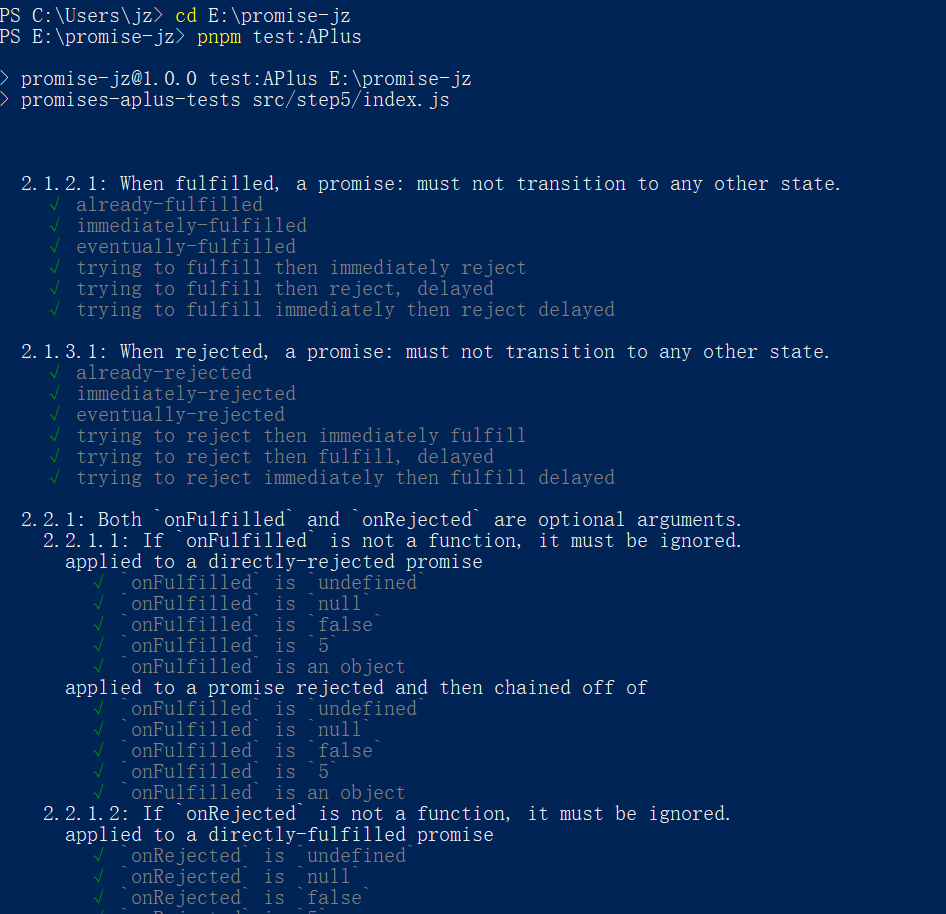 PS C:\Users\jz> cd E:\promise-jz
PS E:\promise-jz> pnpm test:APlus
> promise-jz@1.0.0 test:APlus E:\promise-jz
> promises-aplus-tests src/step5/index.js
2.1.2.1: When fulfilled, a promise: must not transition to any other state.
√ already-fulfilled
√ immediately-fulfilled
√ eventually-fulfilled
√ trying to fulfill then immediately reject
√ trying to fulfill then reject, delayed
√ trying to fulfill immediately then reject delayed
2.1.3.1: When rejected, a promise: must not transition to any other state.
√ already-rejected
√ immediately-rejected
√ eventually-rejected
√ trying to reject then immediately fulfill
√ trying to reject then fulfill, delayed
√ trying to reject immediately then fulfill delayed
2.2.1: Both `onFulfilled` and `onRejected` are optional arguments.
2.2.1.1: If `onFulfilled` is not a function, it must be ignored.
applied to a directly-rejected promise
√ `onFulfilled` is `undefined`
√ `onFulfilled` is `null`
√ `onFulfilled` is `false`
√ `onFulfilled` is `5`
√ `onFulfilled` is an object
applied to a promise rejected and then chained off of
√ `onFulfilled` is `undefined`
√ `onFulfilled` is `null`
√ `onFulfilled` is `false`
√ `onFulfilled` is `5`
√ `onFulfilled` is an object
2.2.1.2: If `onRejected` is not a function, it must be ignored.
applied to a directly-fulfilled promise
√ `onRejected` is `undefined`
√ `onRejected` is `null`
√ `onRejected` is `false`